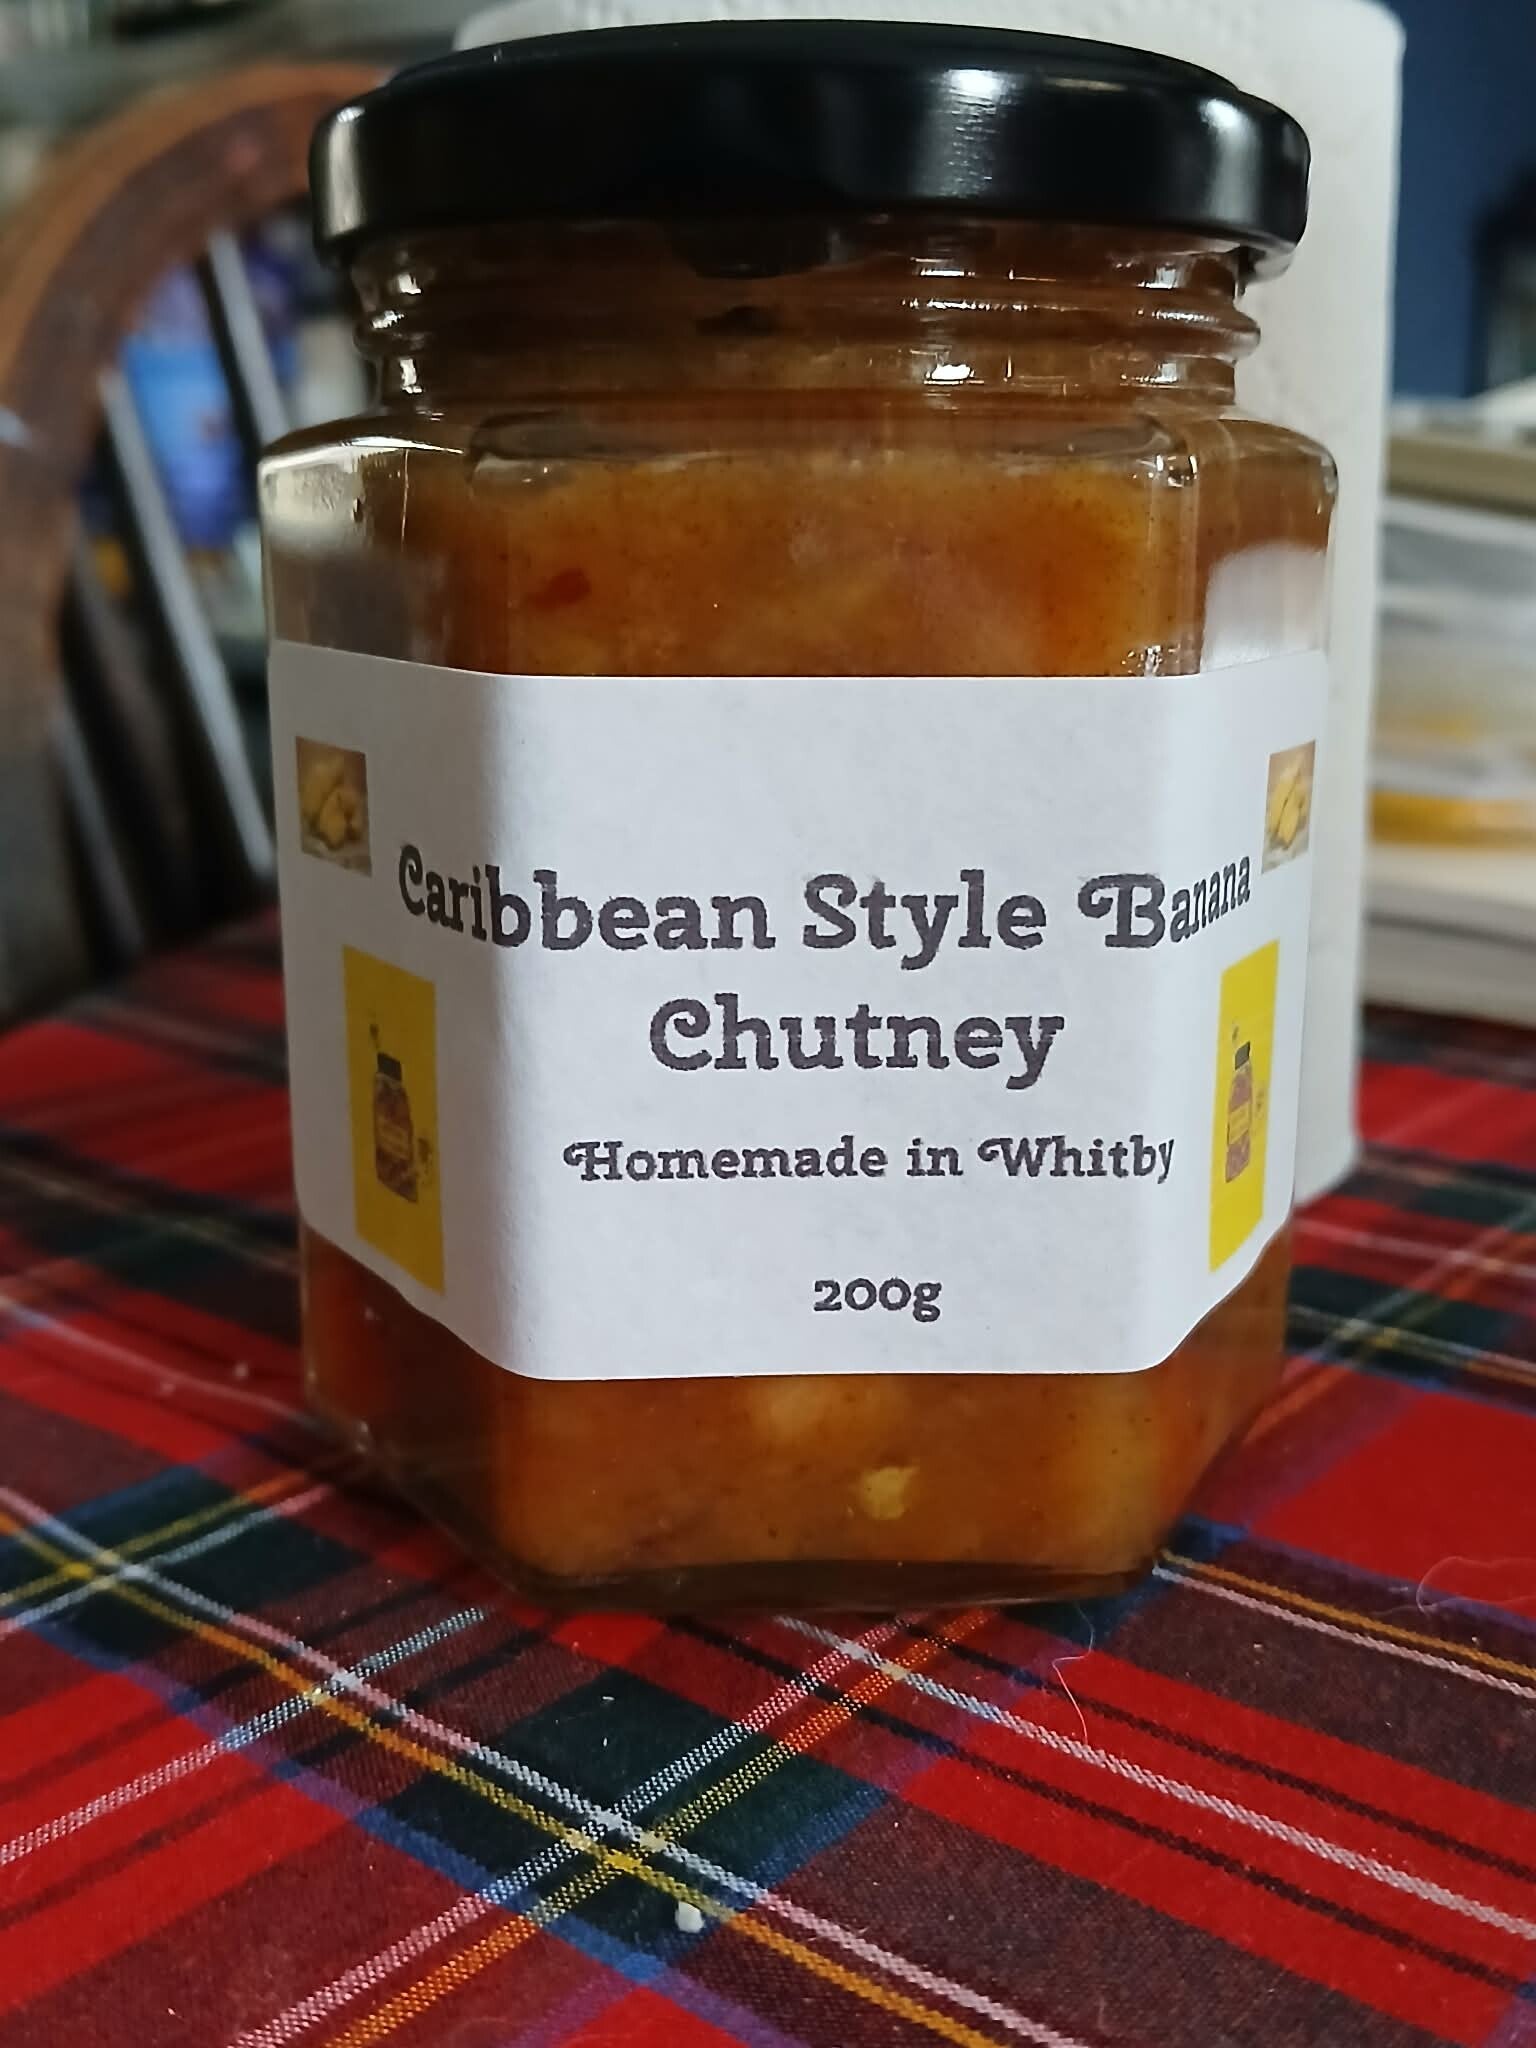 Caribbean Style Banana
Chutney
Homemade in Whitby
200g